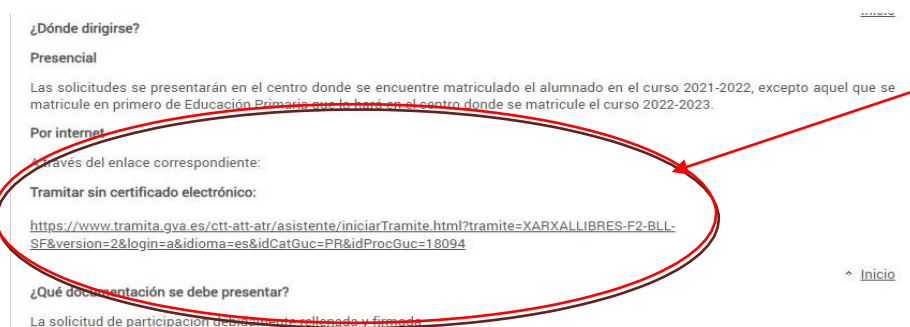 Inicio
¿Dónde dirigirse?
Presencial
Las solicitudes se presentarán en el centro donde se encuentre matriculado el alumnado en el curso 2021-2022, excepto aquel que se
matricule en primero de Educación Primaria que lo hará en el centro donde se matricule el curso 2022-2023.
Por internet
A través del enlace correspondiente:
Tramitar sin certificado electrónico:
https://www.tramita.gva.es/ctt-att-atr/asistente/iniciarTramite.html?tramite=XARXALLIBRES-F2-BLL-
SF&version=2&login=a&idioma=es&idCatGuc=PR&idProcGuc=18094
^ Inicio
¿Qué documentación se debe presentar?
La solicitud de participación debidamente rellenada y firmada